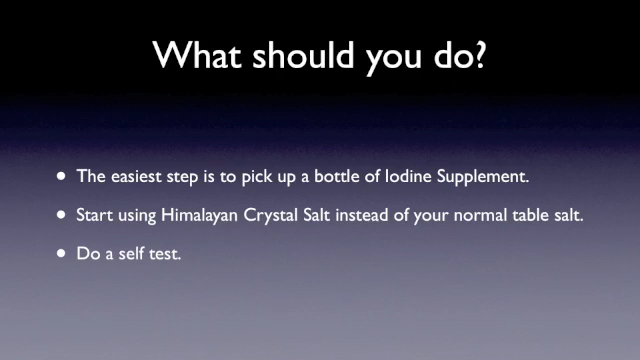 What should you do?
• The easiest step is to pick up a bottle of Iodine Supplement.
• Start using Himalayan Crystal Salt instead of your normal table salt.
• Do a self test.